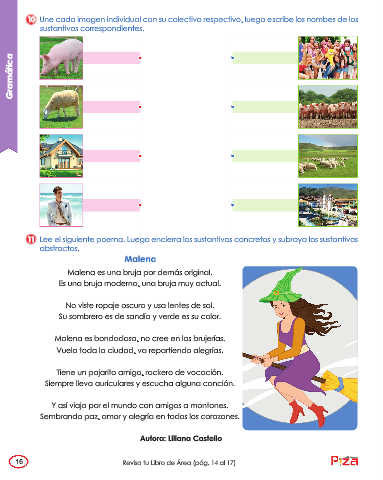 10 Une cada imagen individual con su colectivo respectivo, luego escribe los nombes de los
sustantivos correspondientes.
Gramática
11 Lee el siguiente poema. Luego encierra los sustantivos concretos y subraya los sustantivos
abstractos.
Malena
Malena es una bruja por demás original.
Es una bruja moderna, una bruja muy actual.
No viste ropaje oscuro y usa lentes de sol.
Su sombrero es de sandía y verde es su color.
Malena es bondadosa, no cree en las brujerías.
Vuela toda la ciudad, va repartiendo alegrías.
Tiene un pajarito amigo, rockero de vocación.
Siempre lleva auriculares y escucha alguna canción.
Y así viaja por el mundo con amigos a montones.
Sembrando paz, amor y alegría en todos los corazones.
Autora: Liliana Castello
16
Revisa tu Libro de Área (pág. 14 al 17)